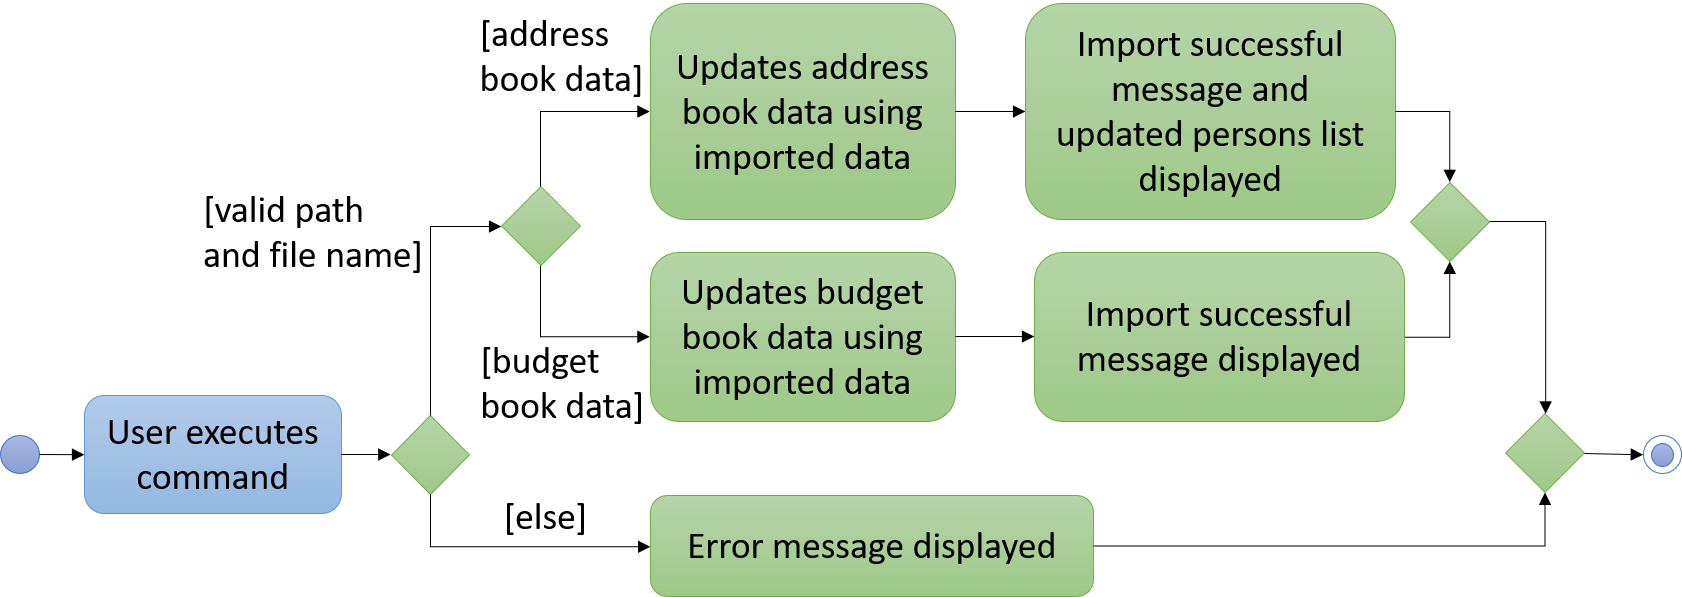 [address
book data]
Updates address
book data using
imported data
Import successful
message and
updated persons list
displayed
[valid path
and file name]
Updates budget
book data using
imported data
Import successful
message displayed
[budget
book data]
User executes
command
[else]
Error message displayed